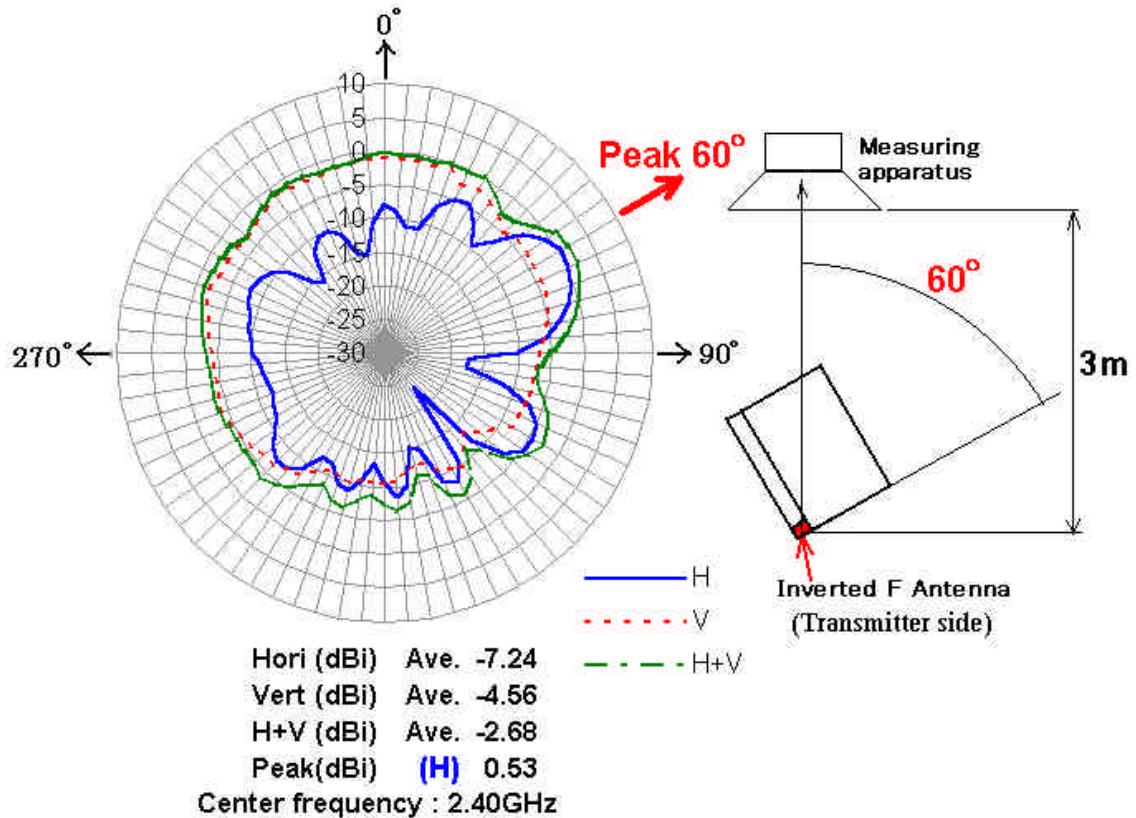 0°
10
5
0
-5
-10
-15
-20
-25
-30
270°
90°
Peak 60°
Measuring
apparatus
60°
3m
Inverted F Antenna
(Transmitter side)
H
V
H+V
Hori (dBi) Ave. -7.24
Vert (dBi) Ave. -4.56
H+V (dBi) Ave. -2.68
Peak(dBi) (H) 0.53
Center frequency : 2.40GHz